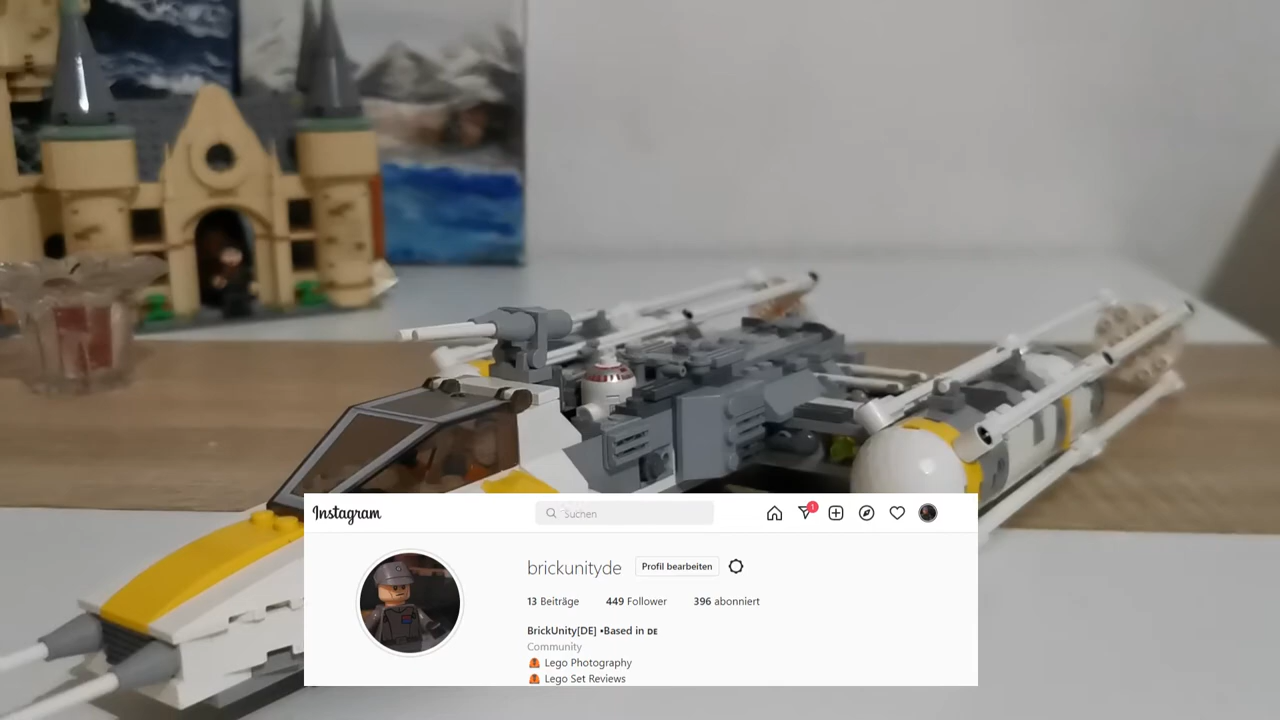 Instagram
Suchen
1
brickunityde Profil bearbeiten
13 Beiträge 449 Follower 396 abonniert
BrickUnity[DE] •Based in DE
Community
Lego Photography
Lego Set Reviews